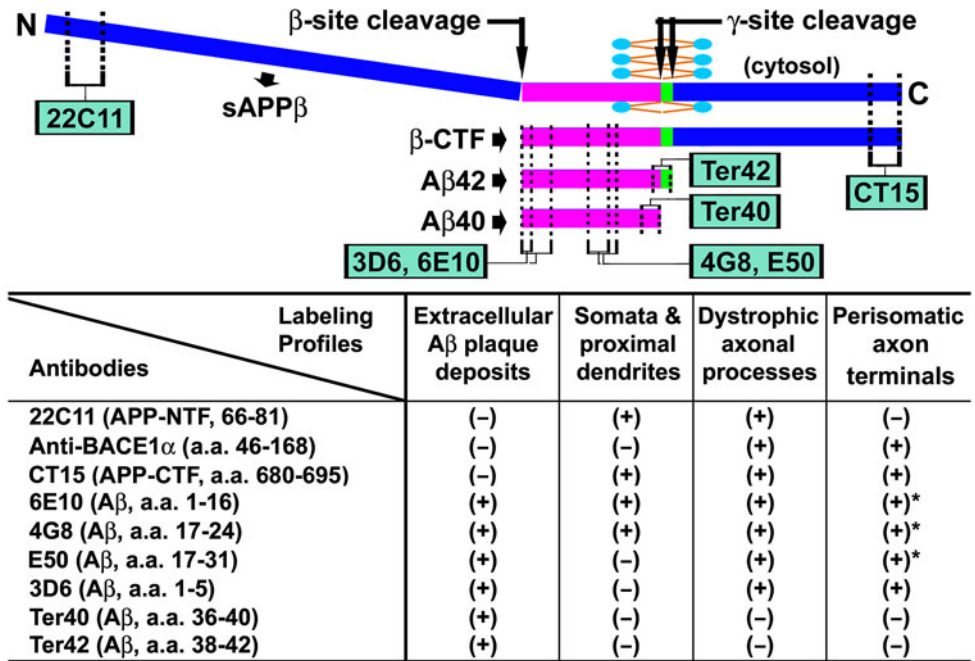 N
β-site cleavage
γ-site cleavage
(cytosol)
C
22C11
sAPPβ
β-CTF
Aβ42
Ter42
CT15
Aβ40
Ter40
3D6, 6E10
4G8, E50
Labeling Profiles
Antibodies
Extracellular Aβ plaque deposits
Somata & proximal dendrites
Dystrophic axonal processes
Perisomatic axon terminals
22C11 (APP-NTF, 66-81) (–) (+) (+) (–)
Anti-BACE1α (a.a. 46-168) (–) (–) (+) (+)
CT15 (APP-CTF, a.a. 680-695) (–) (+) (+) (+)
6E10 (Aβ, a.a. 1-16) (+) (+) (+) (+)*
4G8 (Aβ, a.a. 17-24) (+) (+) (+) (+)*
E50 (Aβ, a.a. 17-31) (+) (–) (+) (+)*
3D6 (Aβ, a.a. 1-5) (+) (–) (+) (+)
Ter40 (Aβ, a.a. 36-40) (+) (–) (–) (–)
Ter42 (Aβ, a.a. 38-42) (+) (–) (–) (–)